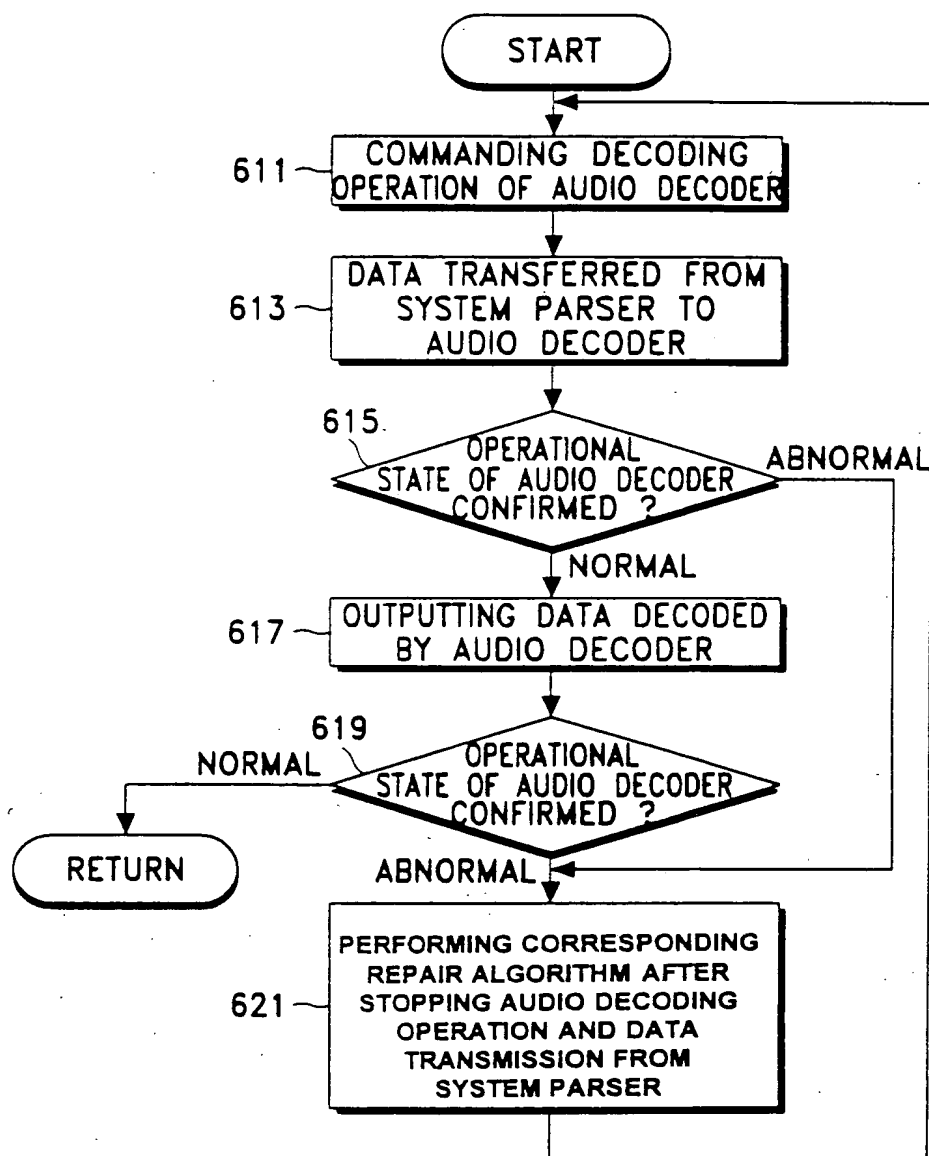 START
611
COMMANDING DECODING
OPERATION OF AUDIO DECODER
613
DATA TRANSFERRED FROM
SYSTEM PARSER TO
AUDIO DECODER
615
OPERATIONAL
STATE OF AUDIO DECODER
CONFIRMED ?
ABNORMAL
NORMAL
617
OUTPUTTING DATA DECODED
BY AUDIO DECODER
619
OPERATIONAL
STATE OF AUDIO DECODER
CONFIRMED ?
NORMAL
RETURN
ABNORMAL
621
PERFORMING CORRESPONDING
REPAIR ALGORITHM AFTER
STOPPING AUDIO DECODING
OPERATION AND DATA
TRANSMISSION FROM
SYSTEM PARSER